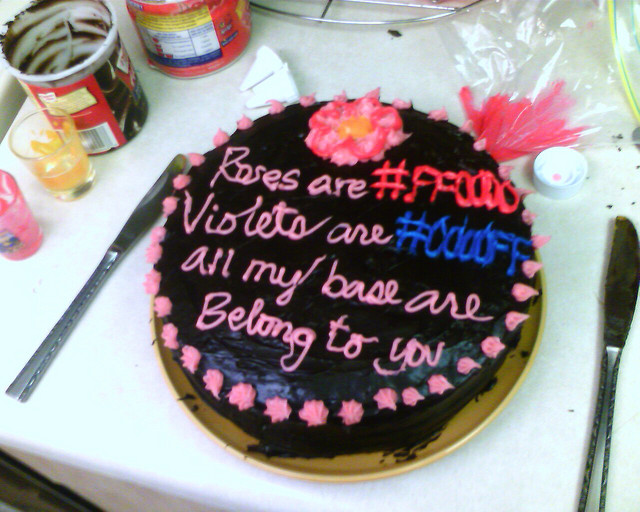 Roses are #FF0000
Violets are #0000FF
all my base are
Belong to you